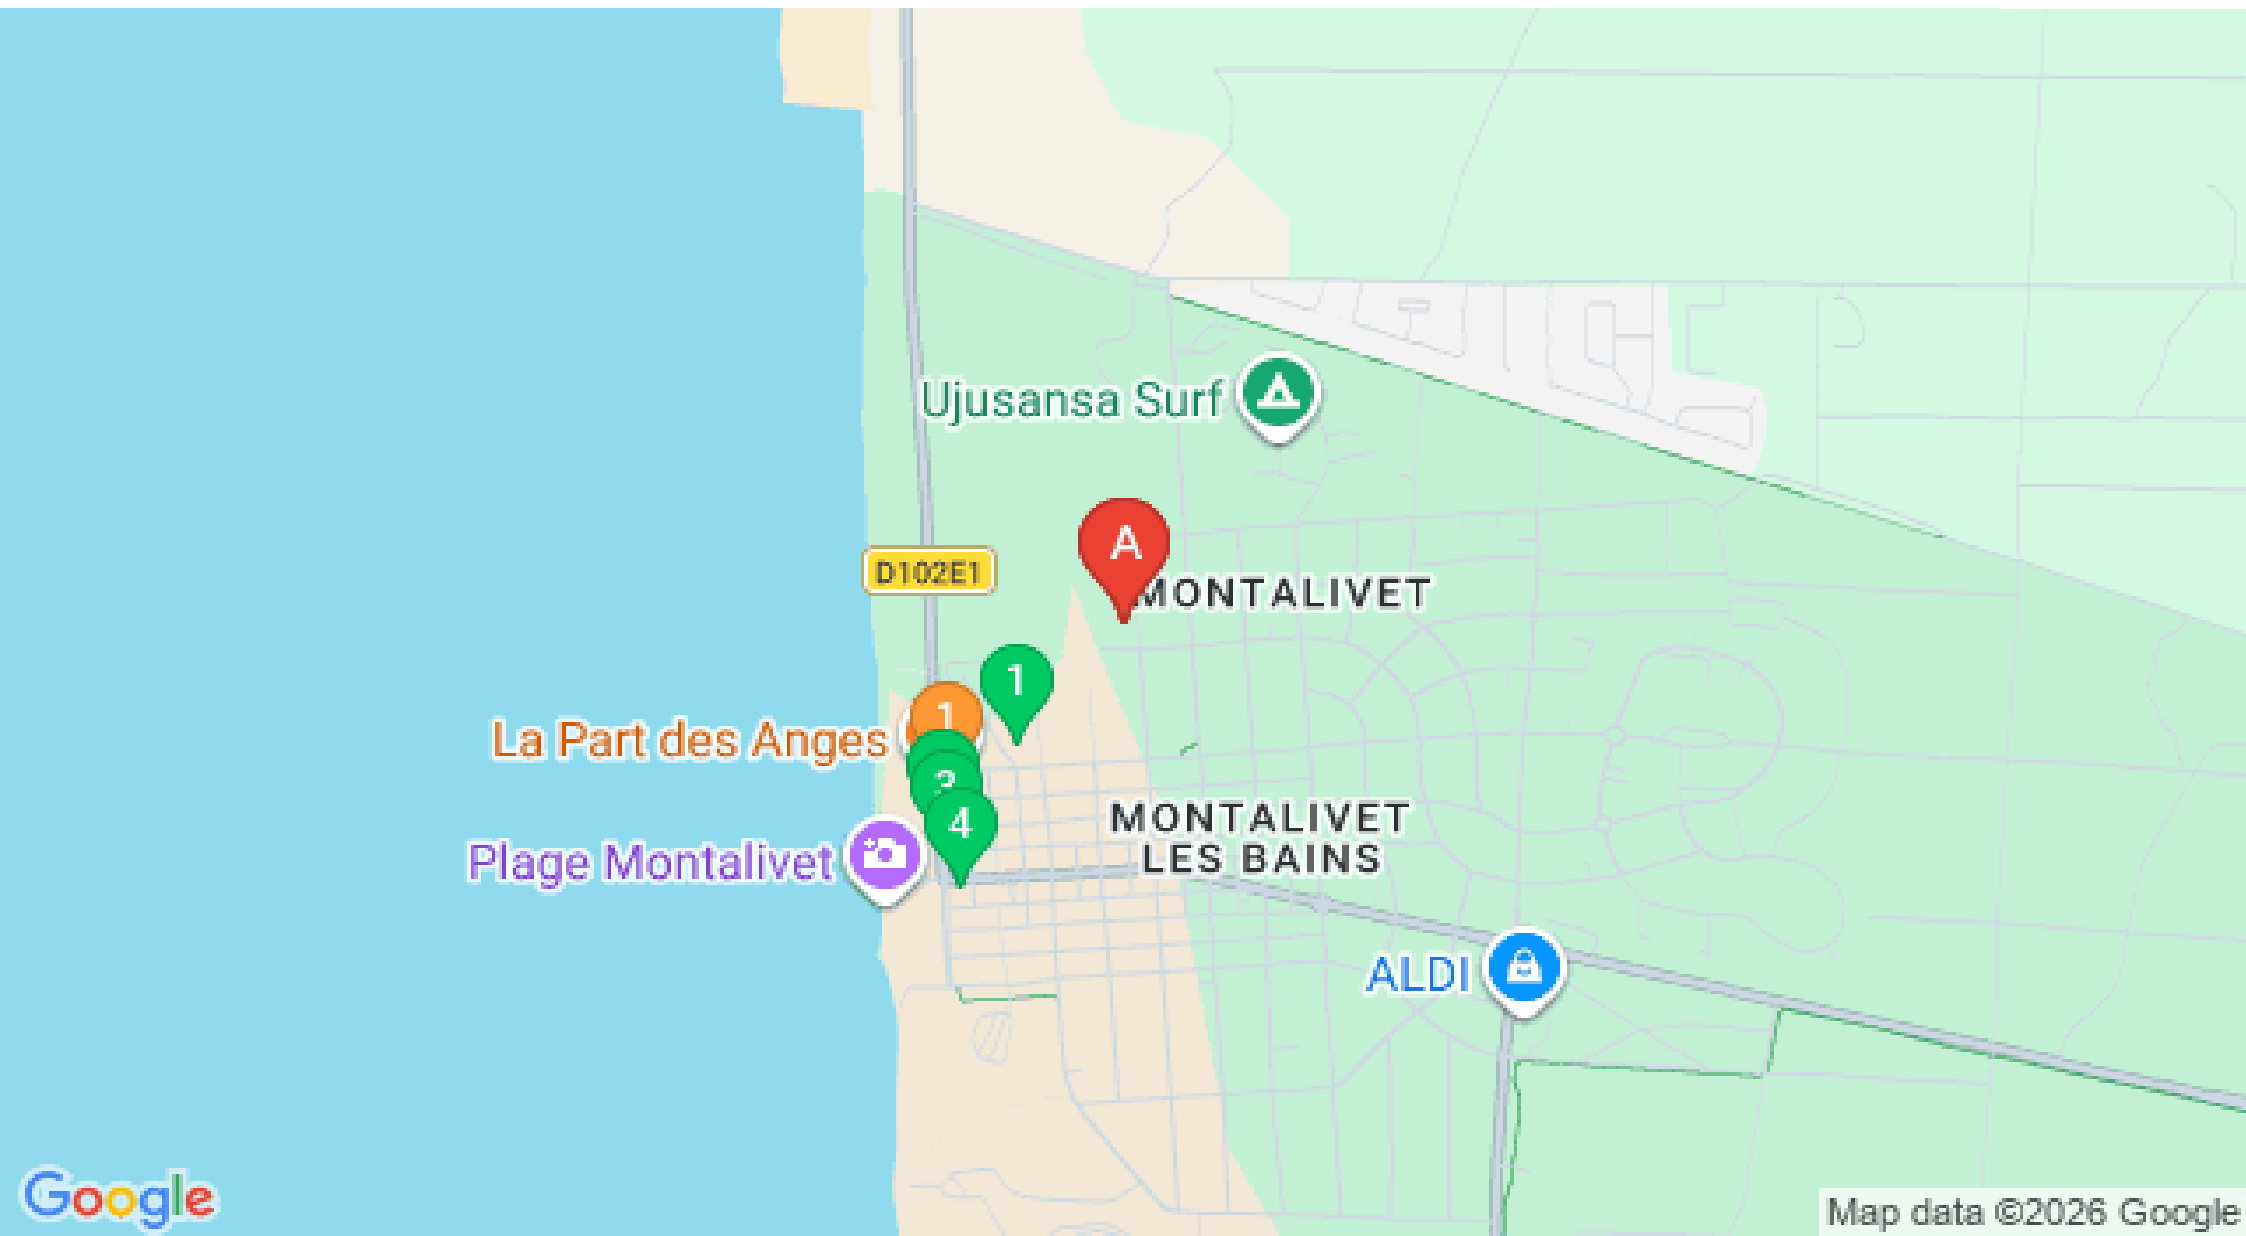 Ujusansa Surf
A
D102E1
MONTALIVET
1
1
La Part des Anges
3
4
MONTALIVET
LES BAINS
Plage Montalivet
ALDI
Google
Map data ©2026 Google